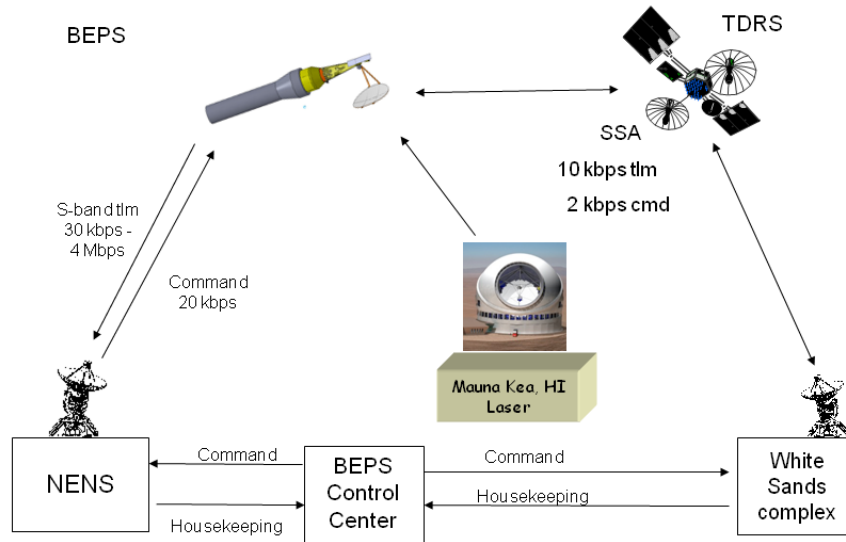 BEPS
TDRS
SSA
10 kbps tlm
2 kbps cmd
S-band tlm
30 kbps -
4 Mbps
Command
20 kbps
Mauna Kea, HI
Laser
NENS
Command
Housekeeping
BEPS
Control
Center
Command
Housekeeping
White
Sands
complex